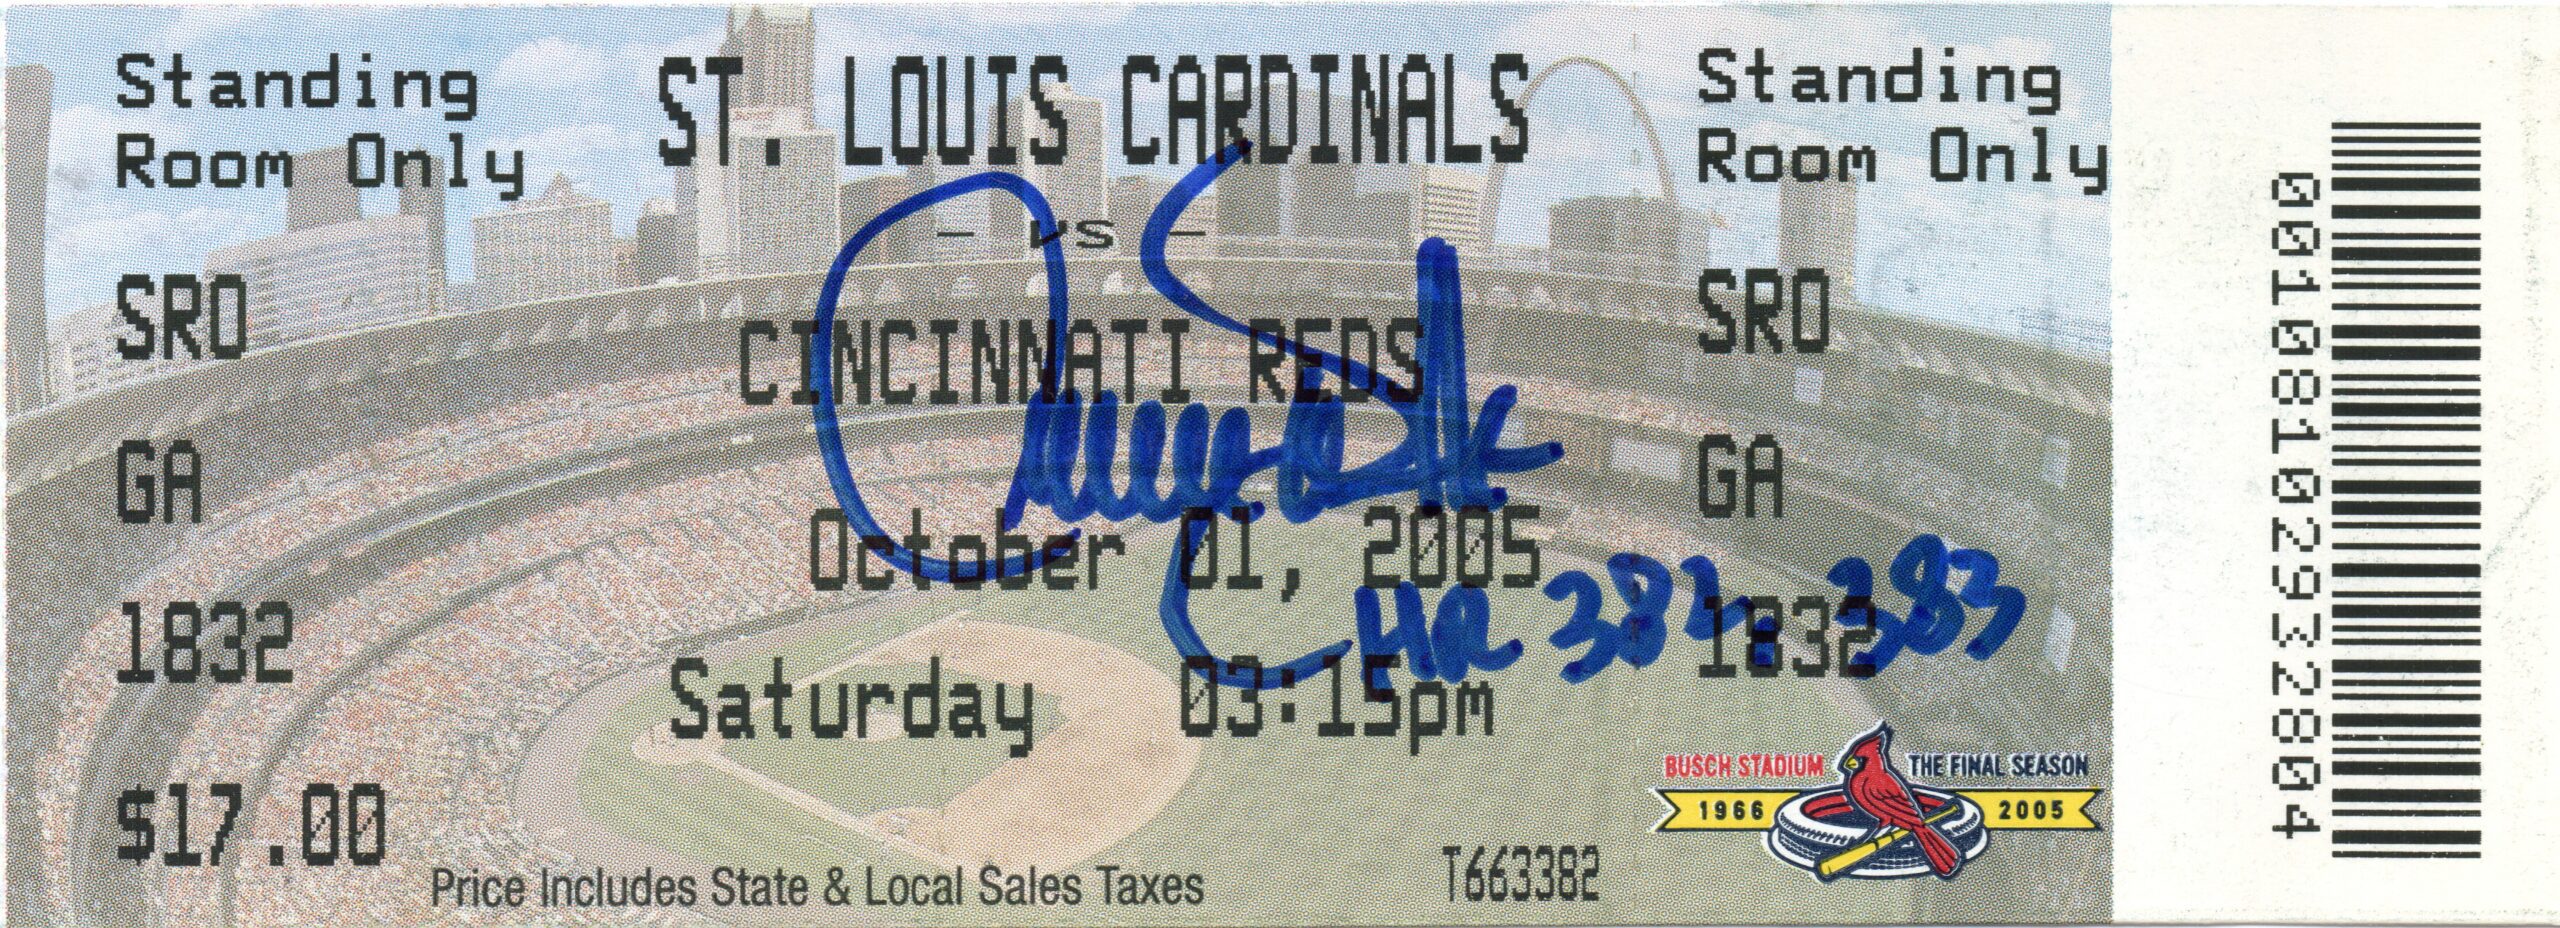 Standing
Room Only
SRO
GA
1832
$17.00
ST. LOUIS CARDINALS
- vs -
CINCINNATI REDS
October 01, 2005
Saturday 03:15pm
HR 382, 383
Price Includes State & Local Sales Taxes
T663382
Standing
Room Only
SRO
GA
1832
BUSCH STADIUM THE FINAL SEASON
1966 2005
00108102932804